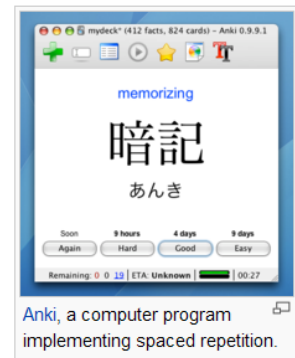 mydeck* (412 facts, 824 cards) - Anki 0.9.9.1
memorizing
暗記
あんき
Soon 9 hours 4 days 9 days
Again Hard Good Easy
Remaining: 0 0 19 | ETA: Unknown | 00:27
Anki, a computer program
implementing spaced repetition.